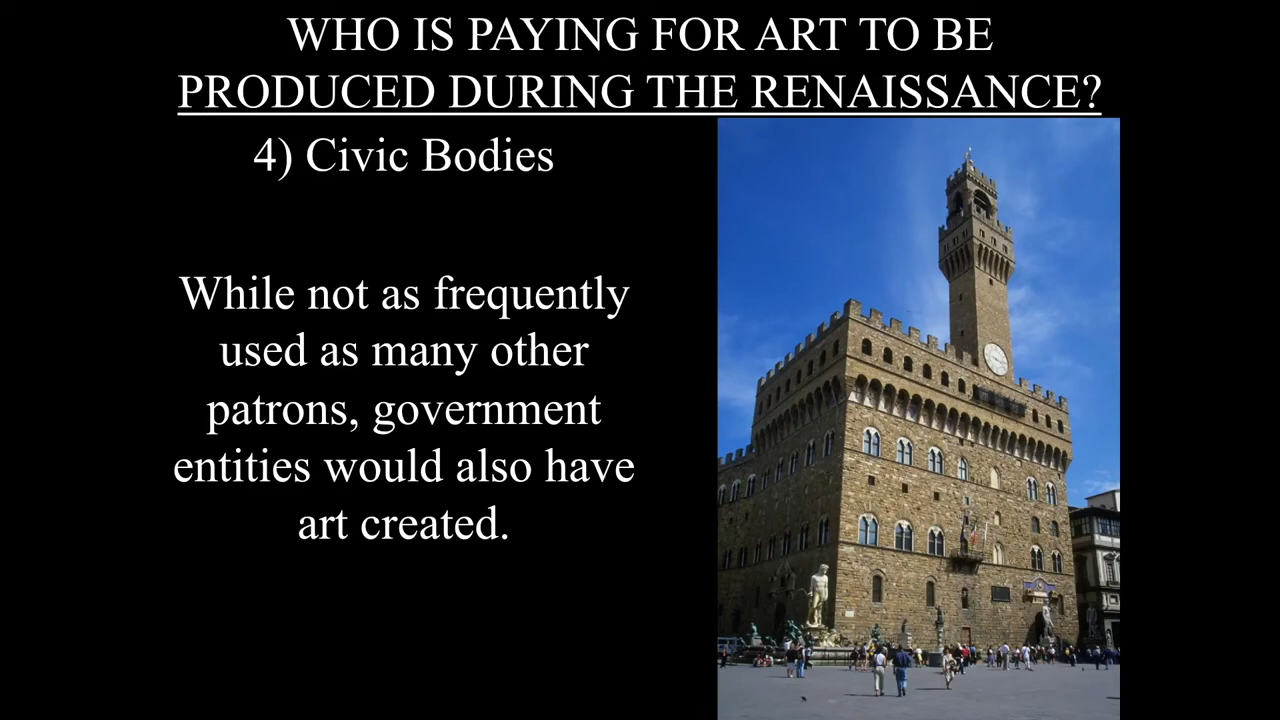 WHO IS PAYING FOR ART TO BE
PRODUCED DURING THE RENAISSANCE?
4) Civic Bodies
While not as frequently
used as many other
patrons, government
entities would also have
art created.